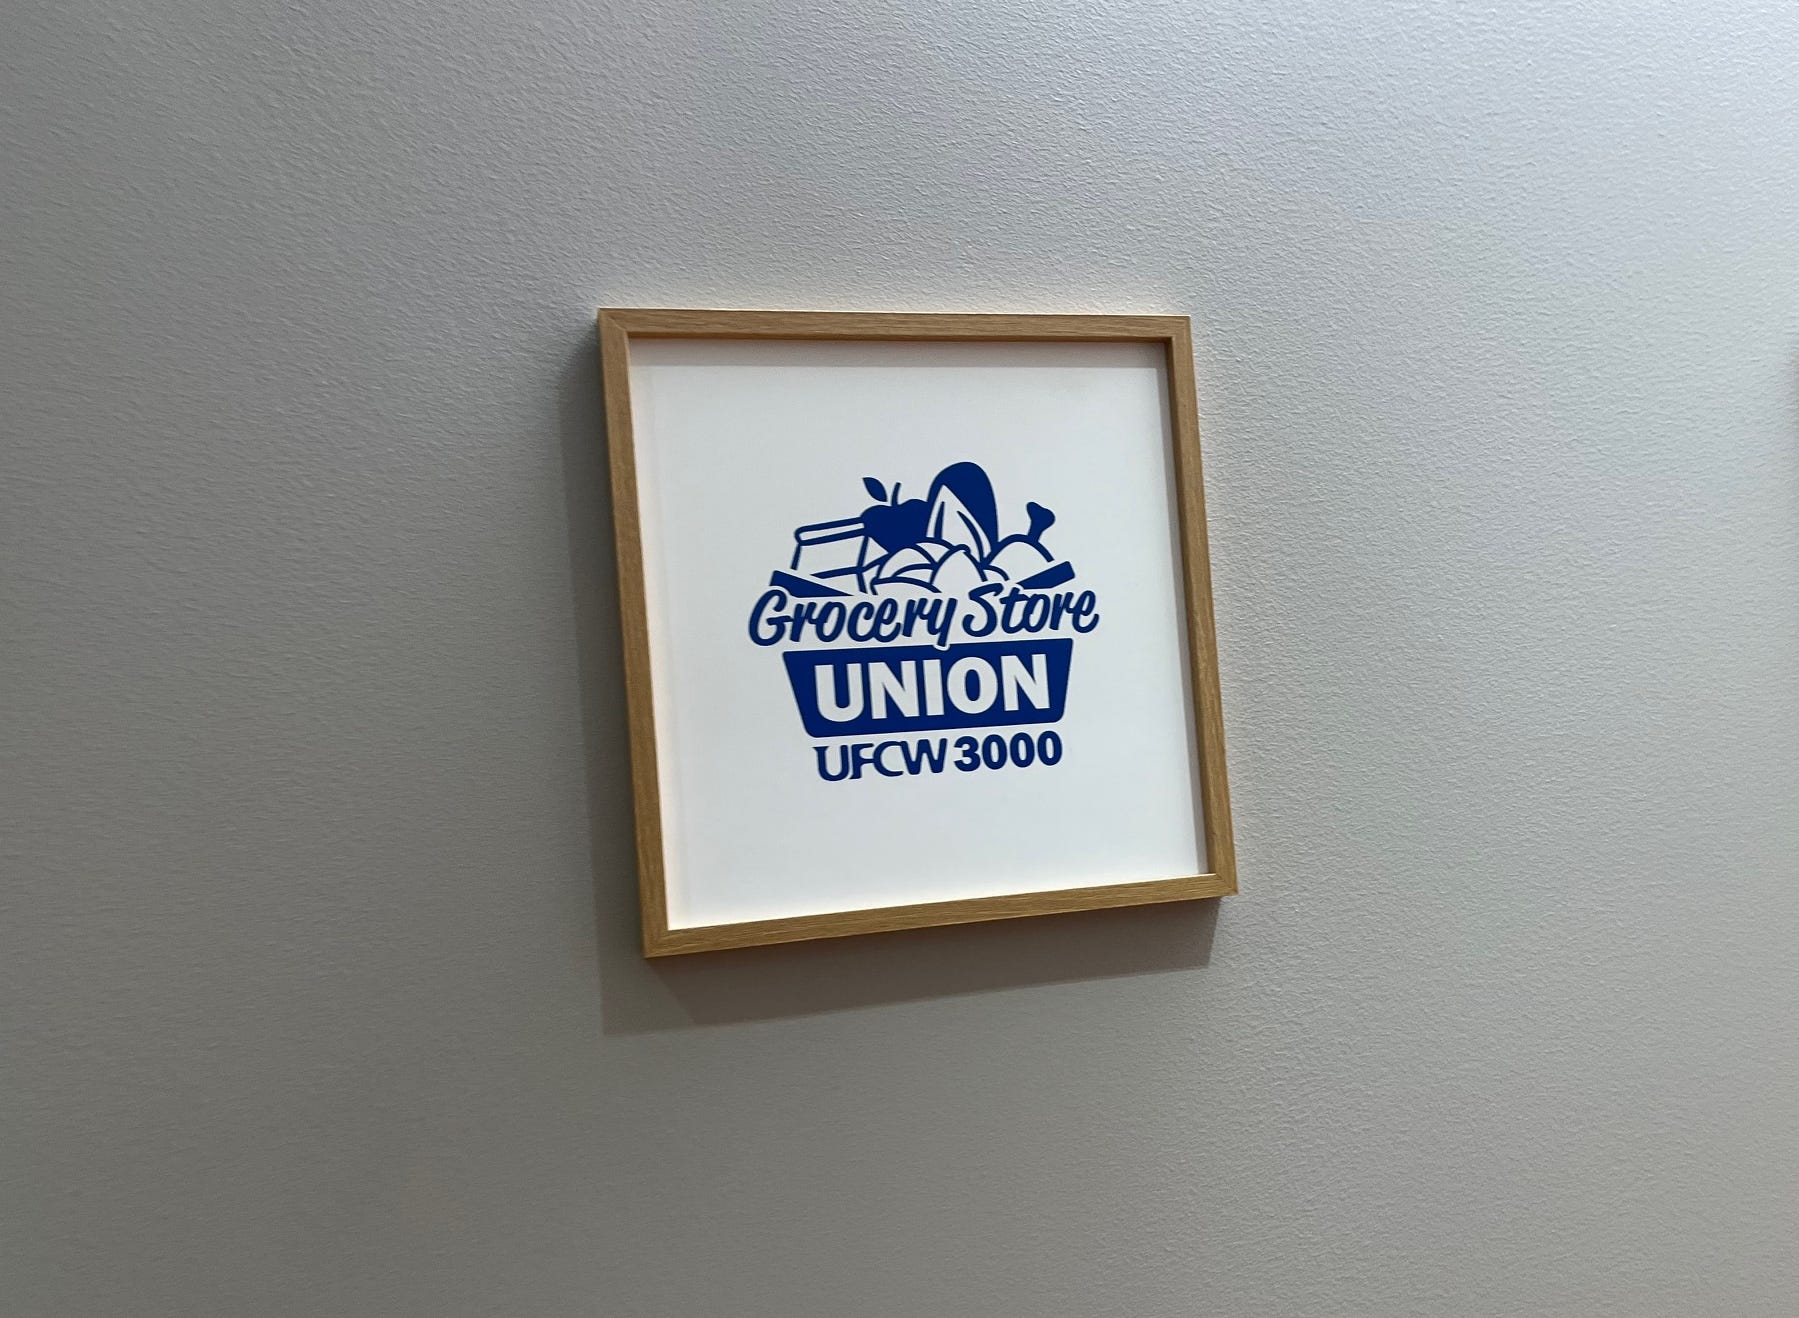 Grocery Store
UNION
UFCW 3000